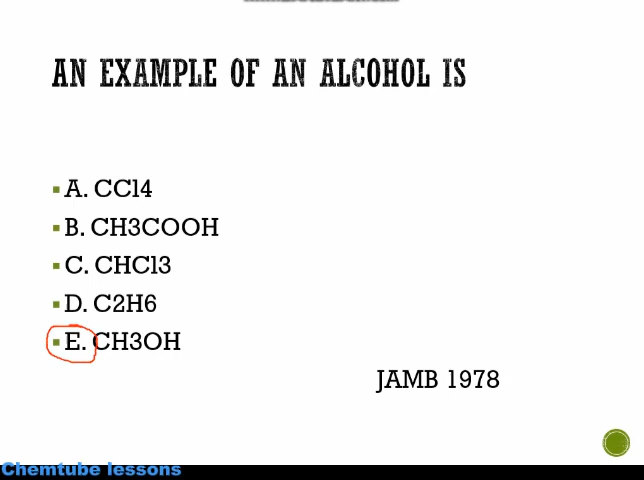 AN EXAMPLE OF AN ALCOHOL IS
A. CCl4
B. CH3COOH
C. CHCl3
D. C2H6
E. CH3OH
JAMB 1978
Chemtube lessons